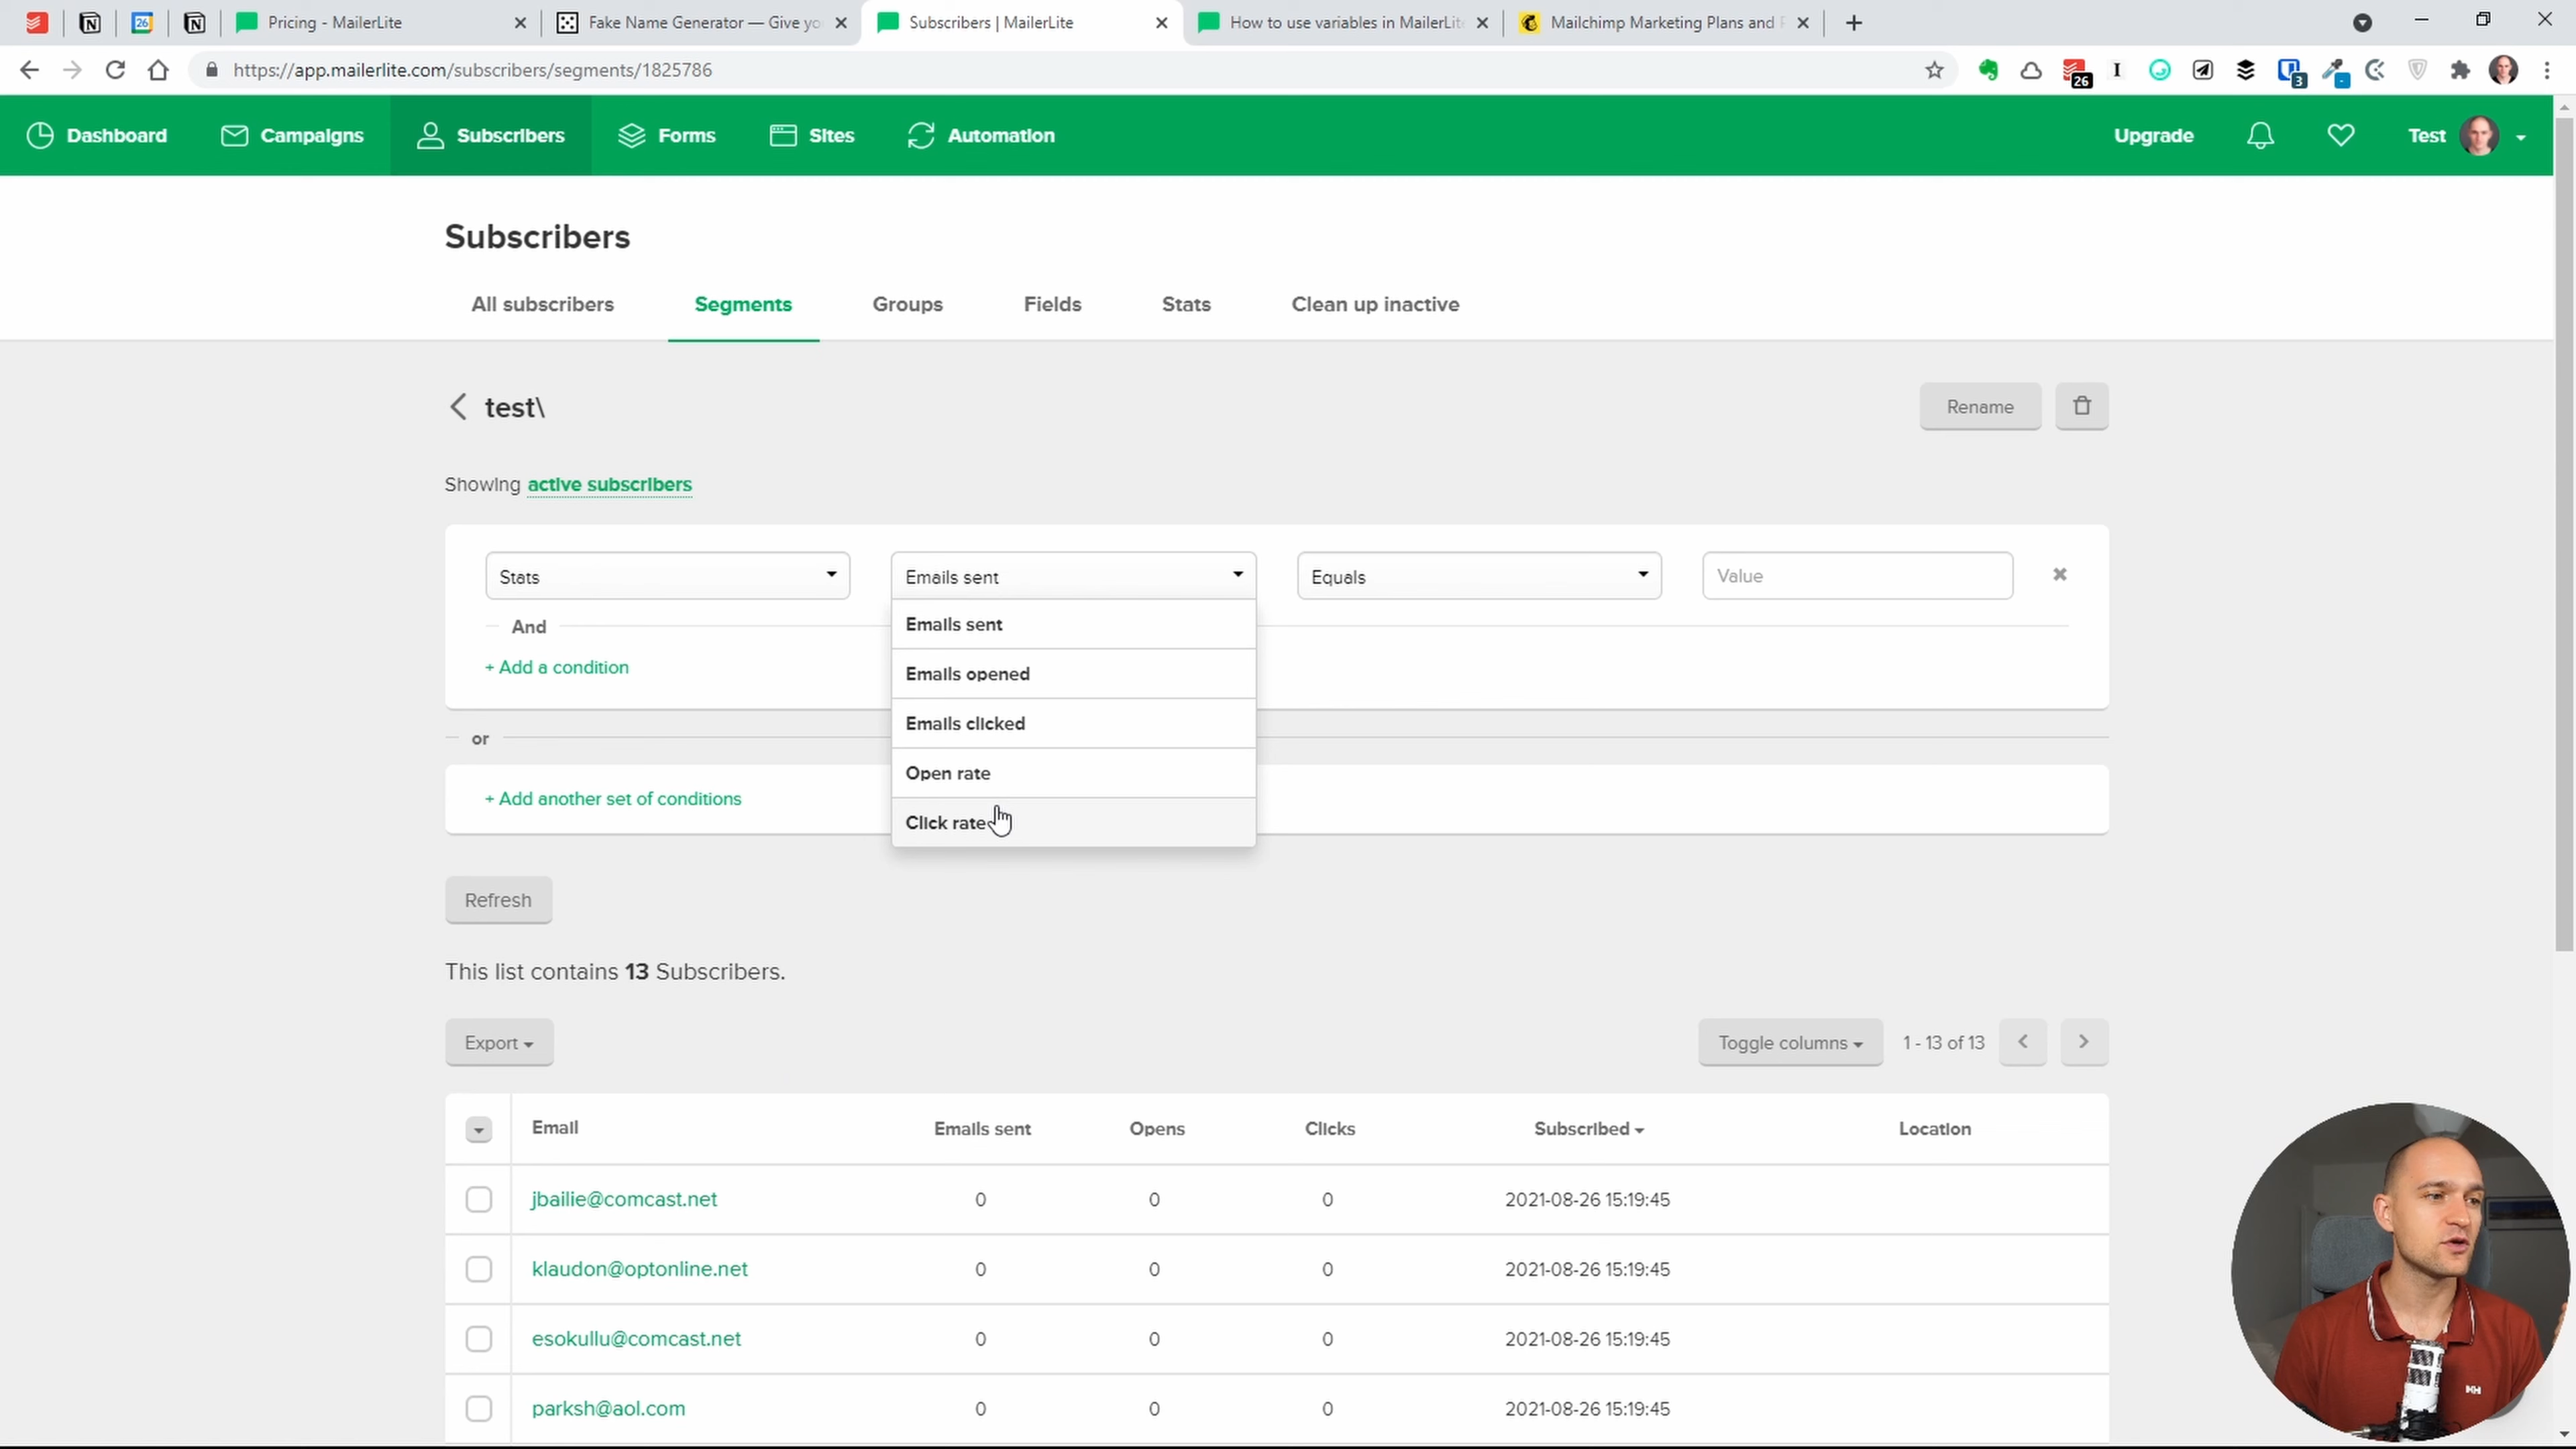 Pricing - MailerLite
Fake Name Generator — Give yo
Subscribers | MailerLite
How to use variables in MailerLit
Mailchimp Marketing Plans and P
https://app.mailerlite.com/subscribers/segments/1825786
26
3
Dashboard
Campaigns
Subscribers
Forms
Sites
Automation
Upgrade
Test
Subscribers
All subscribers
Segments
Groups
Fields
Stats
Clean up inactive
test\
Rename
Showing active subscribers
Stats
Emails sent
Equals
Value
And
+ Add a condition
Emails sent
Emails opened
Emails clicked
Open rate
Click rate
or
+ Add another set of conditions
Refresh
This list contains 13 Subscribers.
Export
Toggle columns
1 - 13 of 13
Email Emails sent Opens Clicks Subscribed Location
jbailie@comcast.net 0 0 0 2021-08-26 15:19:45
klaudon@optonline.net 0 0 0 2021-08-26 15:19:45
esokullu@comcast.net 0 0 0 2021-08-26 15:19:45
parksh@aol.com 0 0 0 2021-08-26 15:19:45
HH